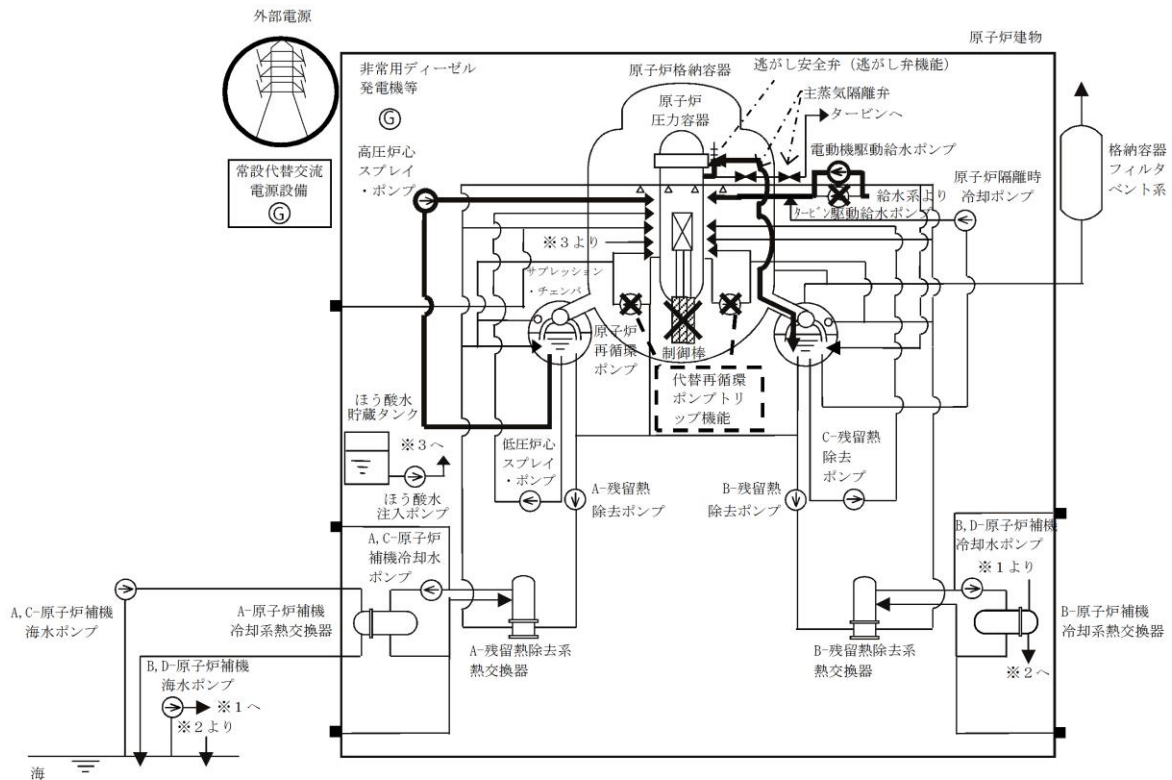 外部電源
常設代替交流
電源設備
G
原子炉建物
非常用ディーゼル
発電機等
G
原子炉格納容器
原子炉
圧力容器
逃がし安全弁（逃がし弁機能）
主蒸気隔離弁
タービンへ
電動機駆動給水ポンプ
給水系より
タービン駆動給水ポンプ
原子炉隔離時
冷却ポンプ
格納容器
フィルタ
ベント系
高圧炉心
スプレイ
・ポンプ
※３より
サプレッション
・チェンバ
原子炉
再循環
ポンプ
制御棒
代替再循環
ポンプトリ
ップ機能
ほう酸水
貯蔵タンク
※３へ
ほう酸水
注入ポンプ
低圧炉心
スプレイ
・ポンプ
A-残留熱
除去ポンプ
B-残留熱
除去ポンプ
C-残留熱
除去
ポンプ
A,C-原子炉
補機冷却水
ポンプ
B,D-原子炉補機
冷却水ポンプ
※１より
※２へ
A,C-原子炉補機
海水ポンプ
A-原子炉補機
冷却系熱交換器
A-残留熱除去系
熱交換器
B-残留熱除去系
熱交換器
B-原子炉補機
冷却系熱交換器
B,D-原子炉補機
海水ポンプ
※１へ
※２より
海